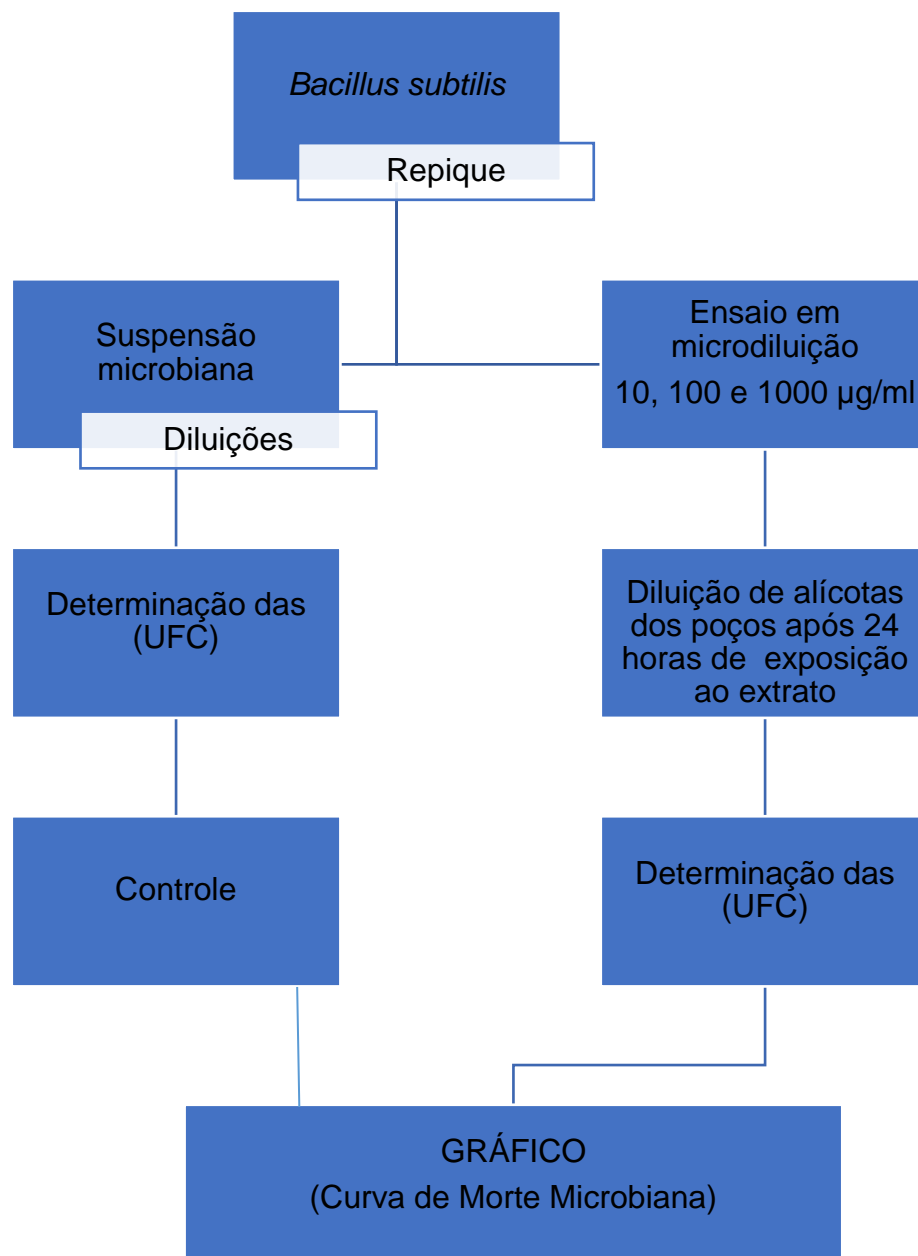 Bacillus subtilis
Repique
Suspensão
microbiana
Diluições
Ensaio em
microdiluição
10, 100 e 1000 µg/ml
Determinação das
(UFC)
Diluição de alícotas
dos poços após 24
horas de exposição
ao extrato
Controle
Determinação das
(UFC)
GRÁFICO
(Curva de Morte Microbiana)